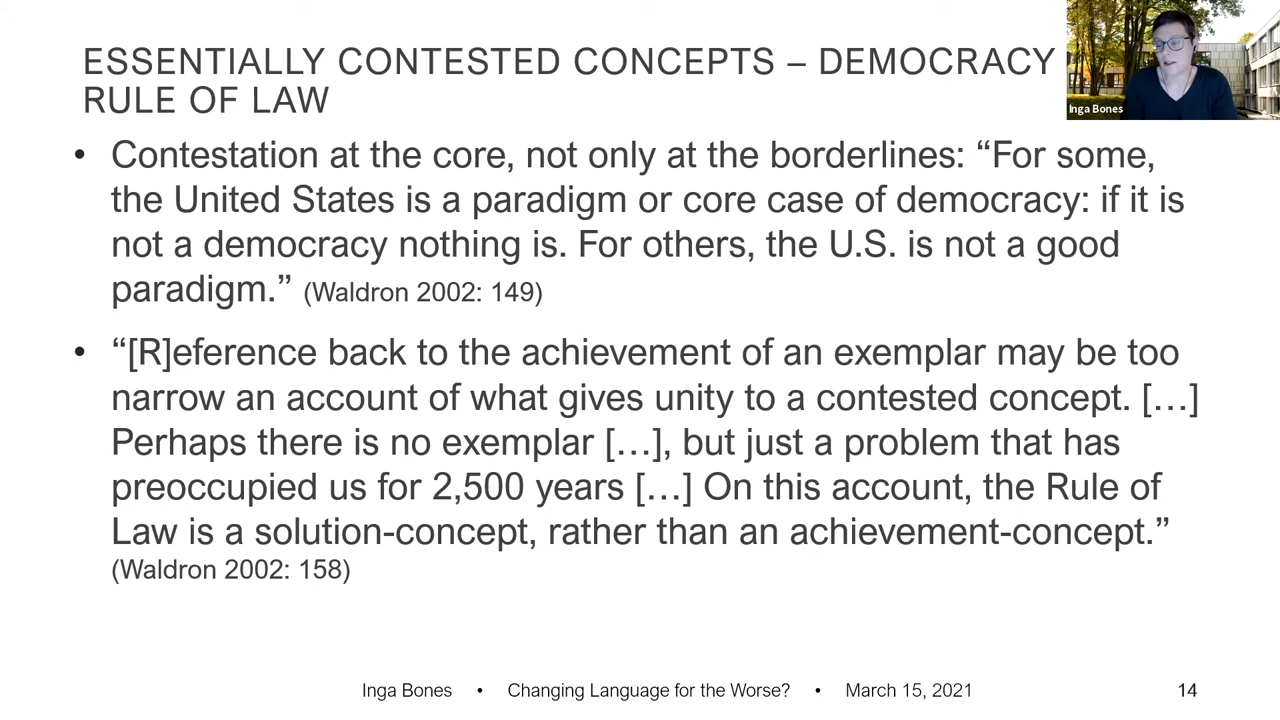 ESSENTIALLY CONTESTED CONCEPTS – DEMOCRACY
RULE OF LAW
Inga Bones
• Contestation at the core, not only at the borderlines: “For some,
the United States is a paradigm or core case of democracy: if it is
not a democracy nothing is. For others, the U.S. is not a good
paradigm.” (Waldron 2002: 149)
• “[R]eference back to the achievement of an exemplar may be too
narrow an account of what gives unity to a contested concept. […]
Perhaps there is no exemplar […], but just a problem that has
preoccupied us for 2,500 years […] On this account, the Rule of
Law is a solution-concept, rather than an achievement-concept.”
(Waldron 2002: 158)
Inga Bones • Changing Language for the Worse? • March 15, 2021 14